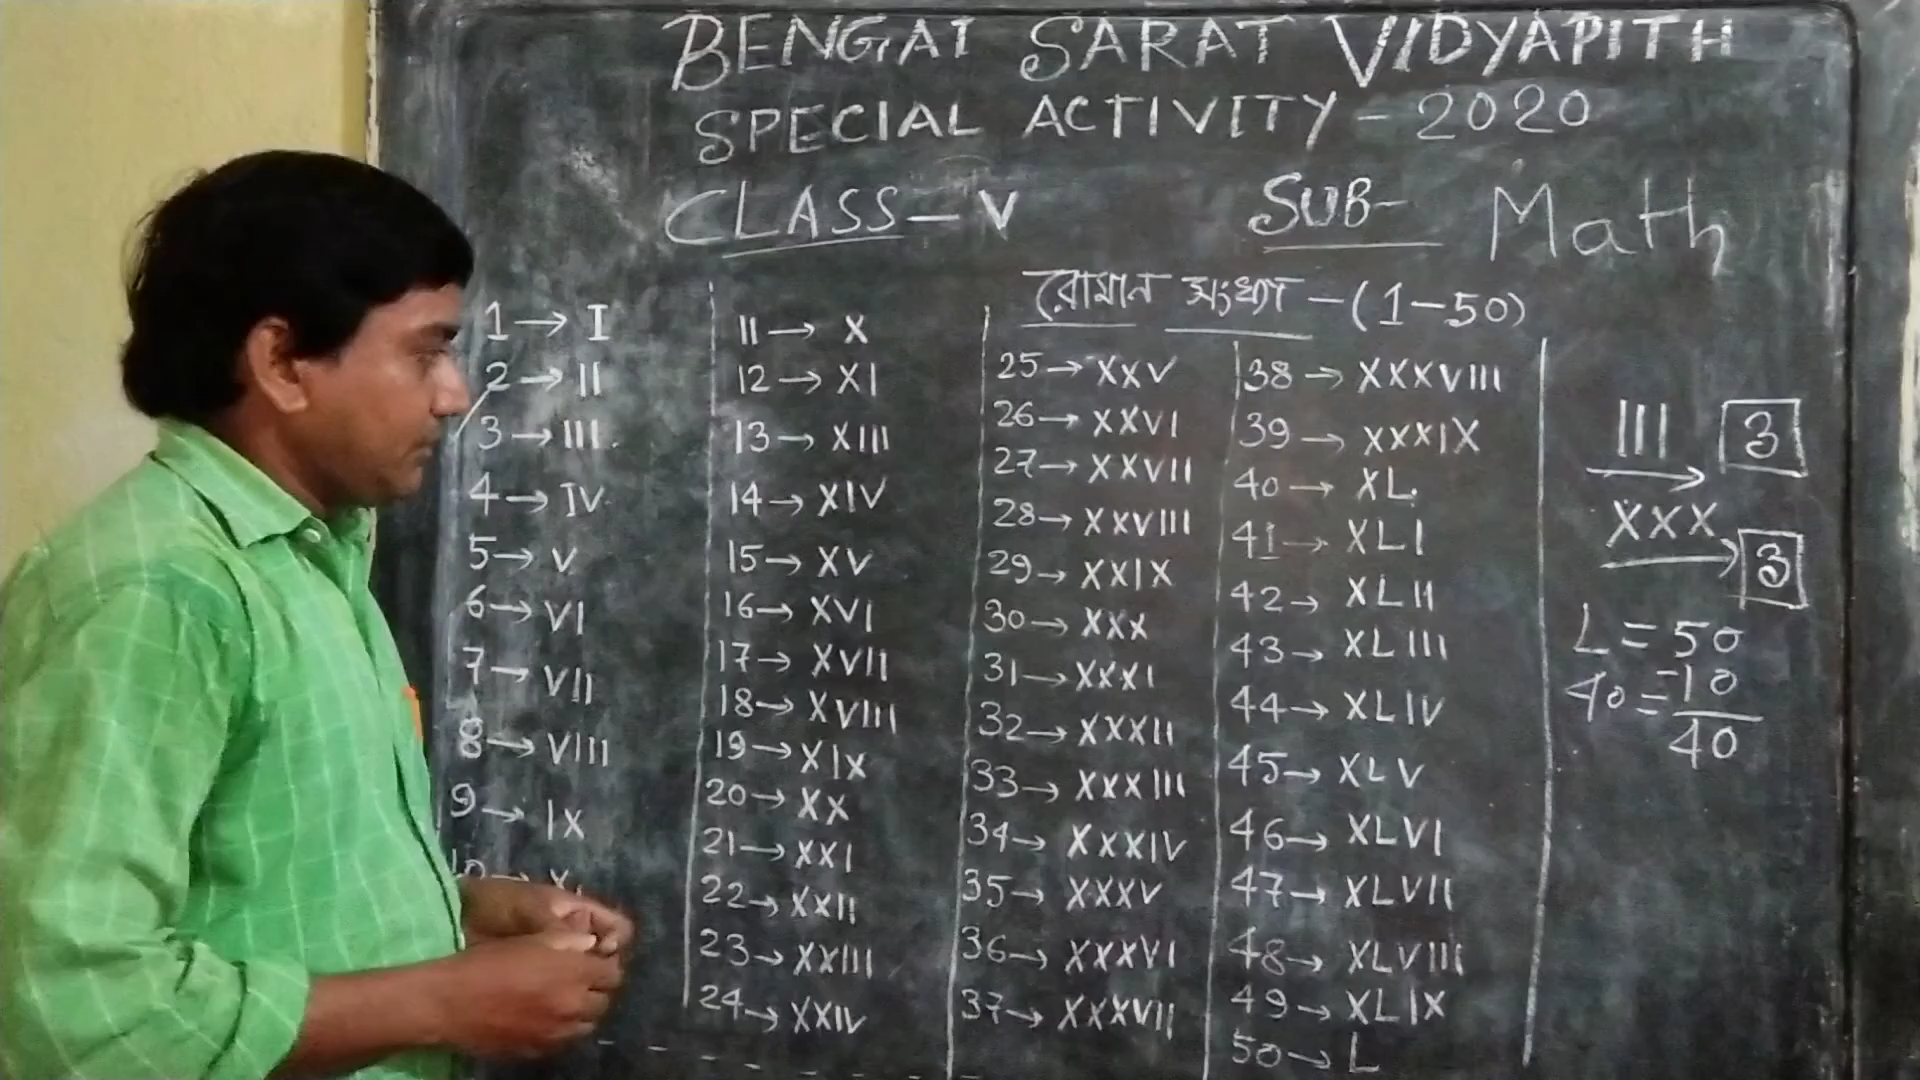 BENGAI SARAT VIDYAPITH
SPECIAL ACTIVITY - 2020
CLASS - V SUB- Math
রোমান সংখ্যা - (1-50)
1 → I
2 → II
3 → III
4 → IV
5 → V
6 → VI
7 → VII
8 → VIII
9 → IX
10 → X
11 → X
12 → XI
13 → XIII
14 → XIV
15 → XV
16 → XVI
17 → XVII
18 → XVIII
19 → XIX
20 → XX
21 → XXI
22 → XXII
23 → XXIII
24 → XXIV
25 → XXV
26 → XXVI
27 → XXVII
28 → XXVIII
29 → XXIX
30 → XXX
31 → XXXI
32 → XXXII
33 → XXXIII
34 → XXXIV
35 → XXXV
36 → XXXVI
37 → XXXVII
38 → XXXVIII
39 → XXXIX
40 → XL
41 → XLI
42 → XLII
43 → XLIII
44 → XLIV
45 → XLV
46 → XLVI
47 → XLVII
48 → XLVIII
49 → XLIX
50 → L
III 3
XXX 3
L = 50
40 = -10
40